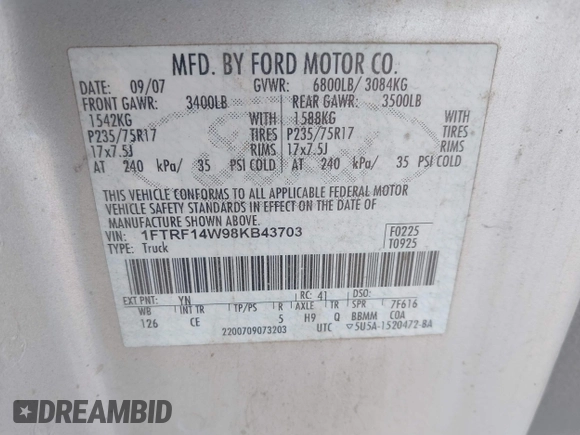 MFD. BY FORD MOTOR CO.
DATE: 09/07 GVWR: 6800LB/ 3084KG
FRONT GAWR: 3400LB REAR GAWR: 3500LB
1542KG WITH 1588KG WITH
P235/75R17 TIRES P235/75R17 TIRES
17x7.5J RIMS 17x7.5J RIMS
AT 240 kPa/ 35 PSI COLD AT 240 kPa/ 35 PSI COLD
THIS VEHICLE CONFORMS TO ALL APPLICABLE FEDERAL MOTOR
VEHICLE SAFETY STANDARDS IN EFFECT ON THE DATE OF
MANUFACTURE SHOWN ABOVE.
VIN: 1FTRF14W98KB43703 F0225
TYPE: Truck T0925
EXT PNT: YN RC: 41 DSO:
WB INT TR TP/PS R AXLE TR SPR 7F616
126 CE 5 H9 Q BBMM COA
2200709073203 UTC ▽5U5A-1520472-BA
DREAMBID